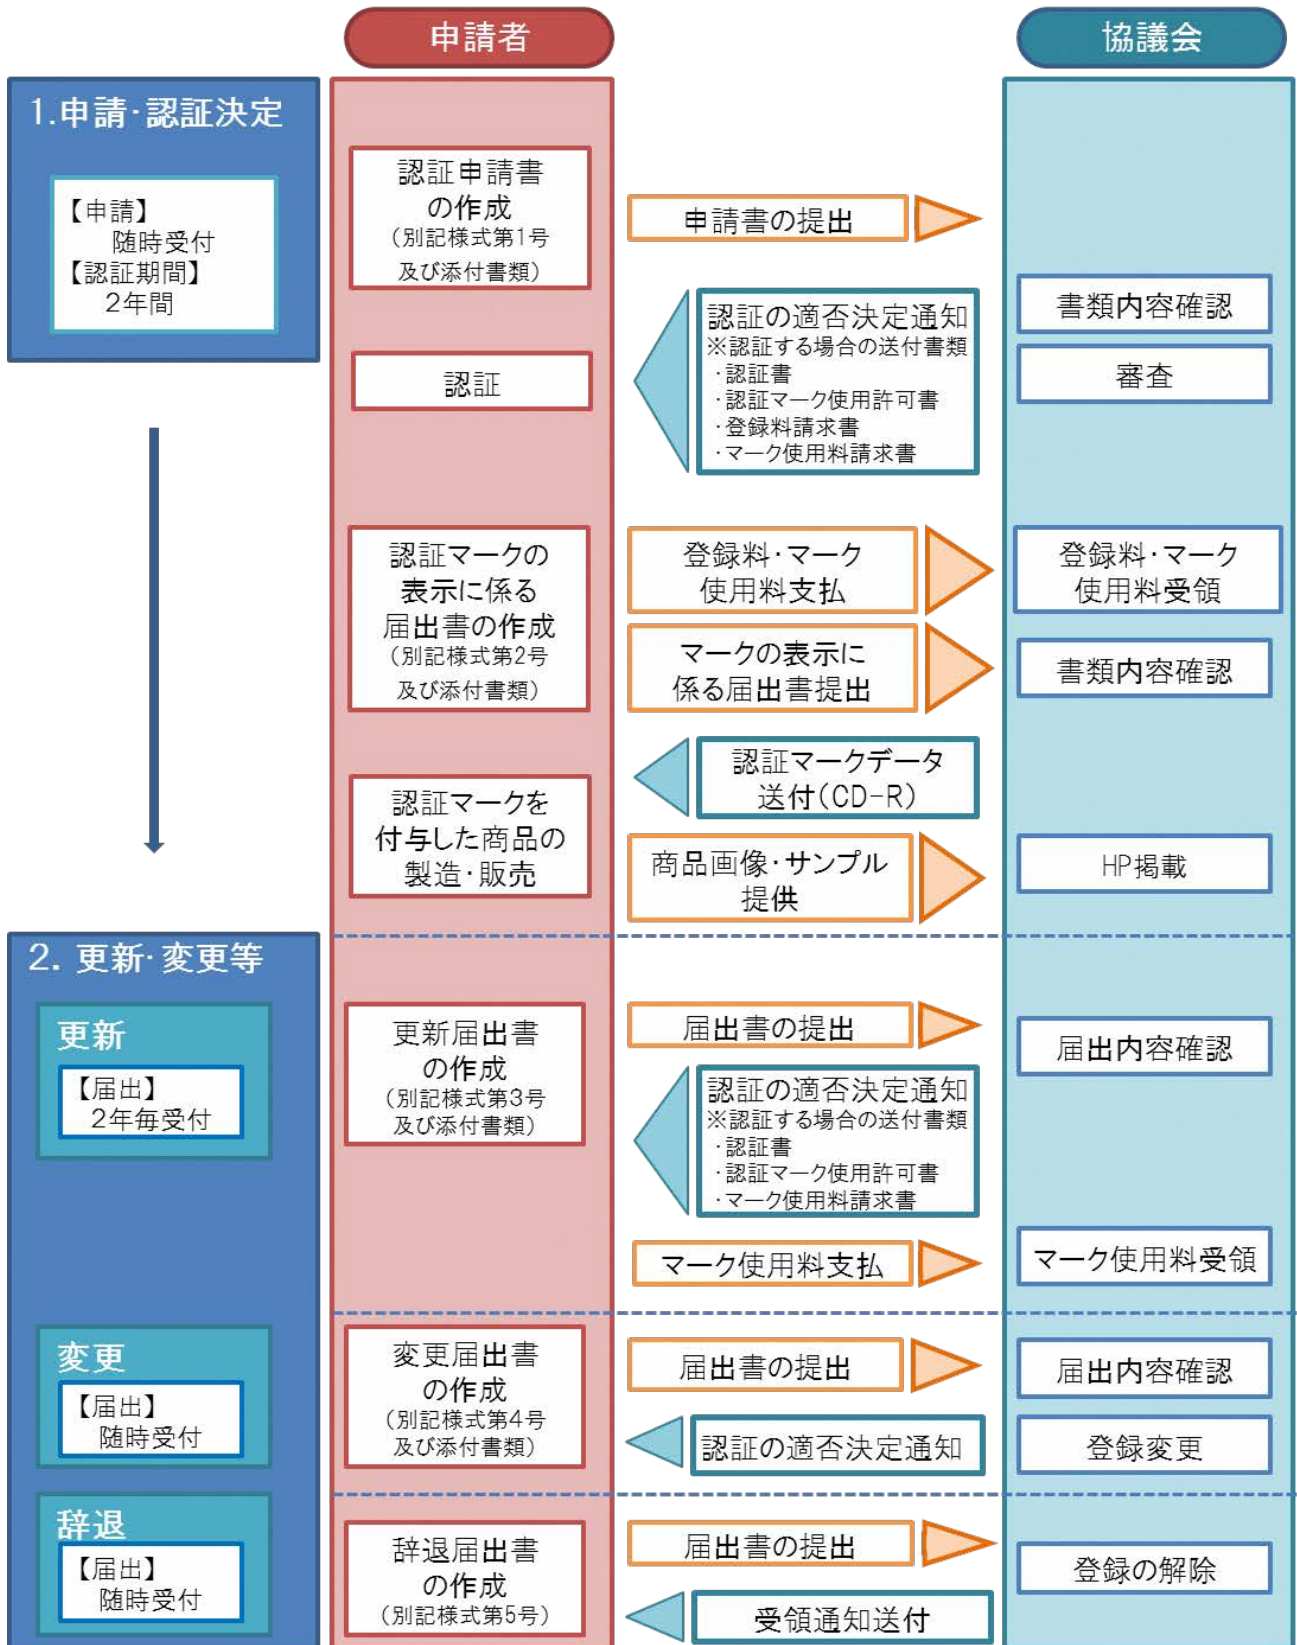 申請者
協議会
1.申請・認証決定
【申請】
随時受付
【認証期間】
2年間
認証申請書
の作成
(別記様式第1号
及び添付書類)
申請書の提出
書類内容確認
審査
認証の適否決定通知
※認証する場合の送付書類
・認証書
・認証マーク使用許可書
・登録料請求書
・マーク使用料請求書
認証
認証マークの
表示に係る
届出書の作成
(別記様式第2号
及び添付書類)
登録料・マーク
使用料支払
登録料・マーク
使用料受領
マークの表示に
係る届出書提出
書類内容確認
認証マークデータ
送付(CD-R)
認証マークを
付与した商品の
製造・販売
商品画像・サンプル
提供
HP掲載
2. 更新・変更等
更新
【届出】
2年毎受付
更新届出書
の作成
(別記様式第3号
及び添付書類)
届出書の提出
届出内容確認
認証の適否決定通知
※認証する場合の送付書類
・認証書
・認証マーク使用許可書
・マーク使用料請求書
マーク使用料支払
マーク使用料受領
変更
【届出】
随時受付
変更届出書
の作成
(別記様式第4号
及び添付書類)
届出書の提出
届出内容確認
認証の適否決定通知
登録変更
辞退
【届出】
随時受付
辞退届出書
の作成
(別記様式第5号)
届出書の提出
登録の解除
受領通知送付